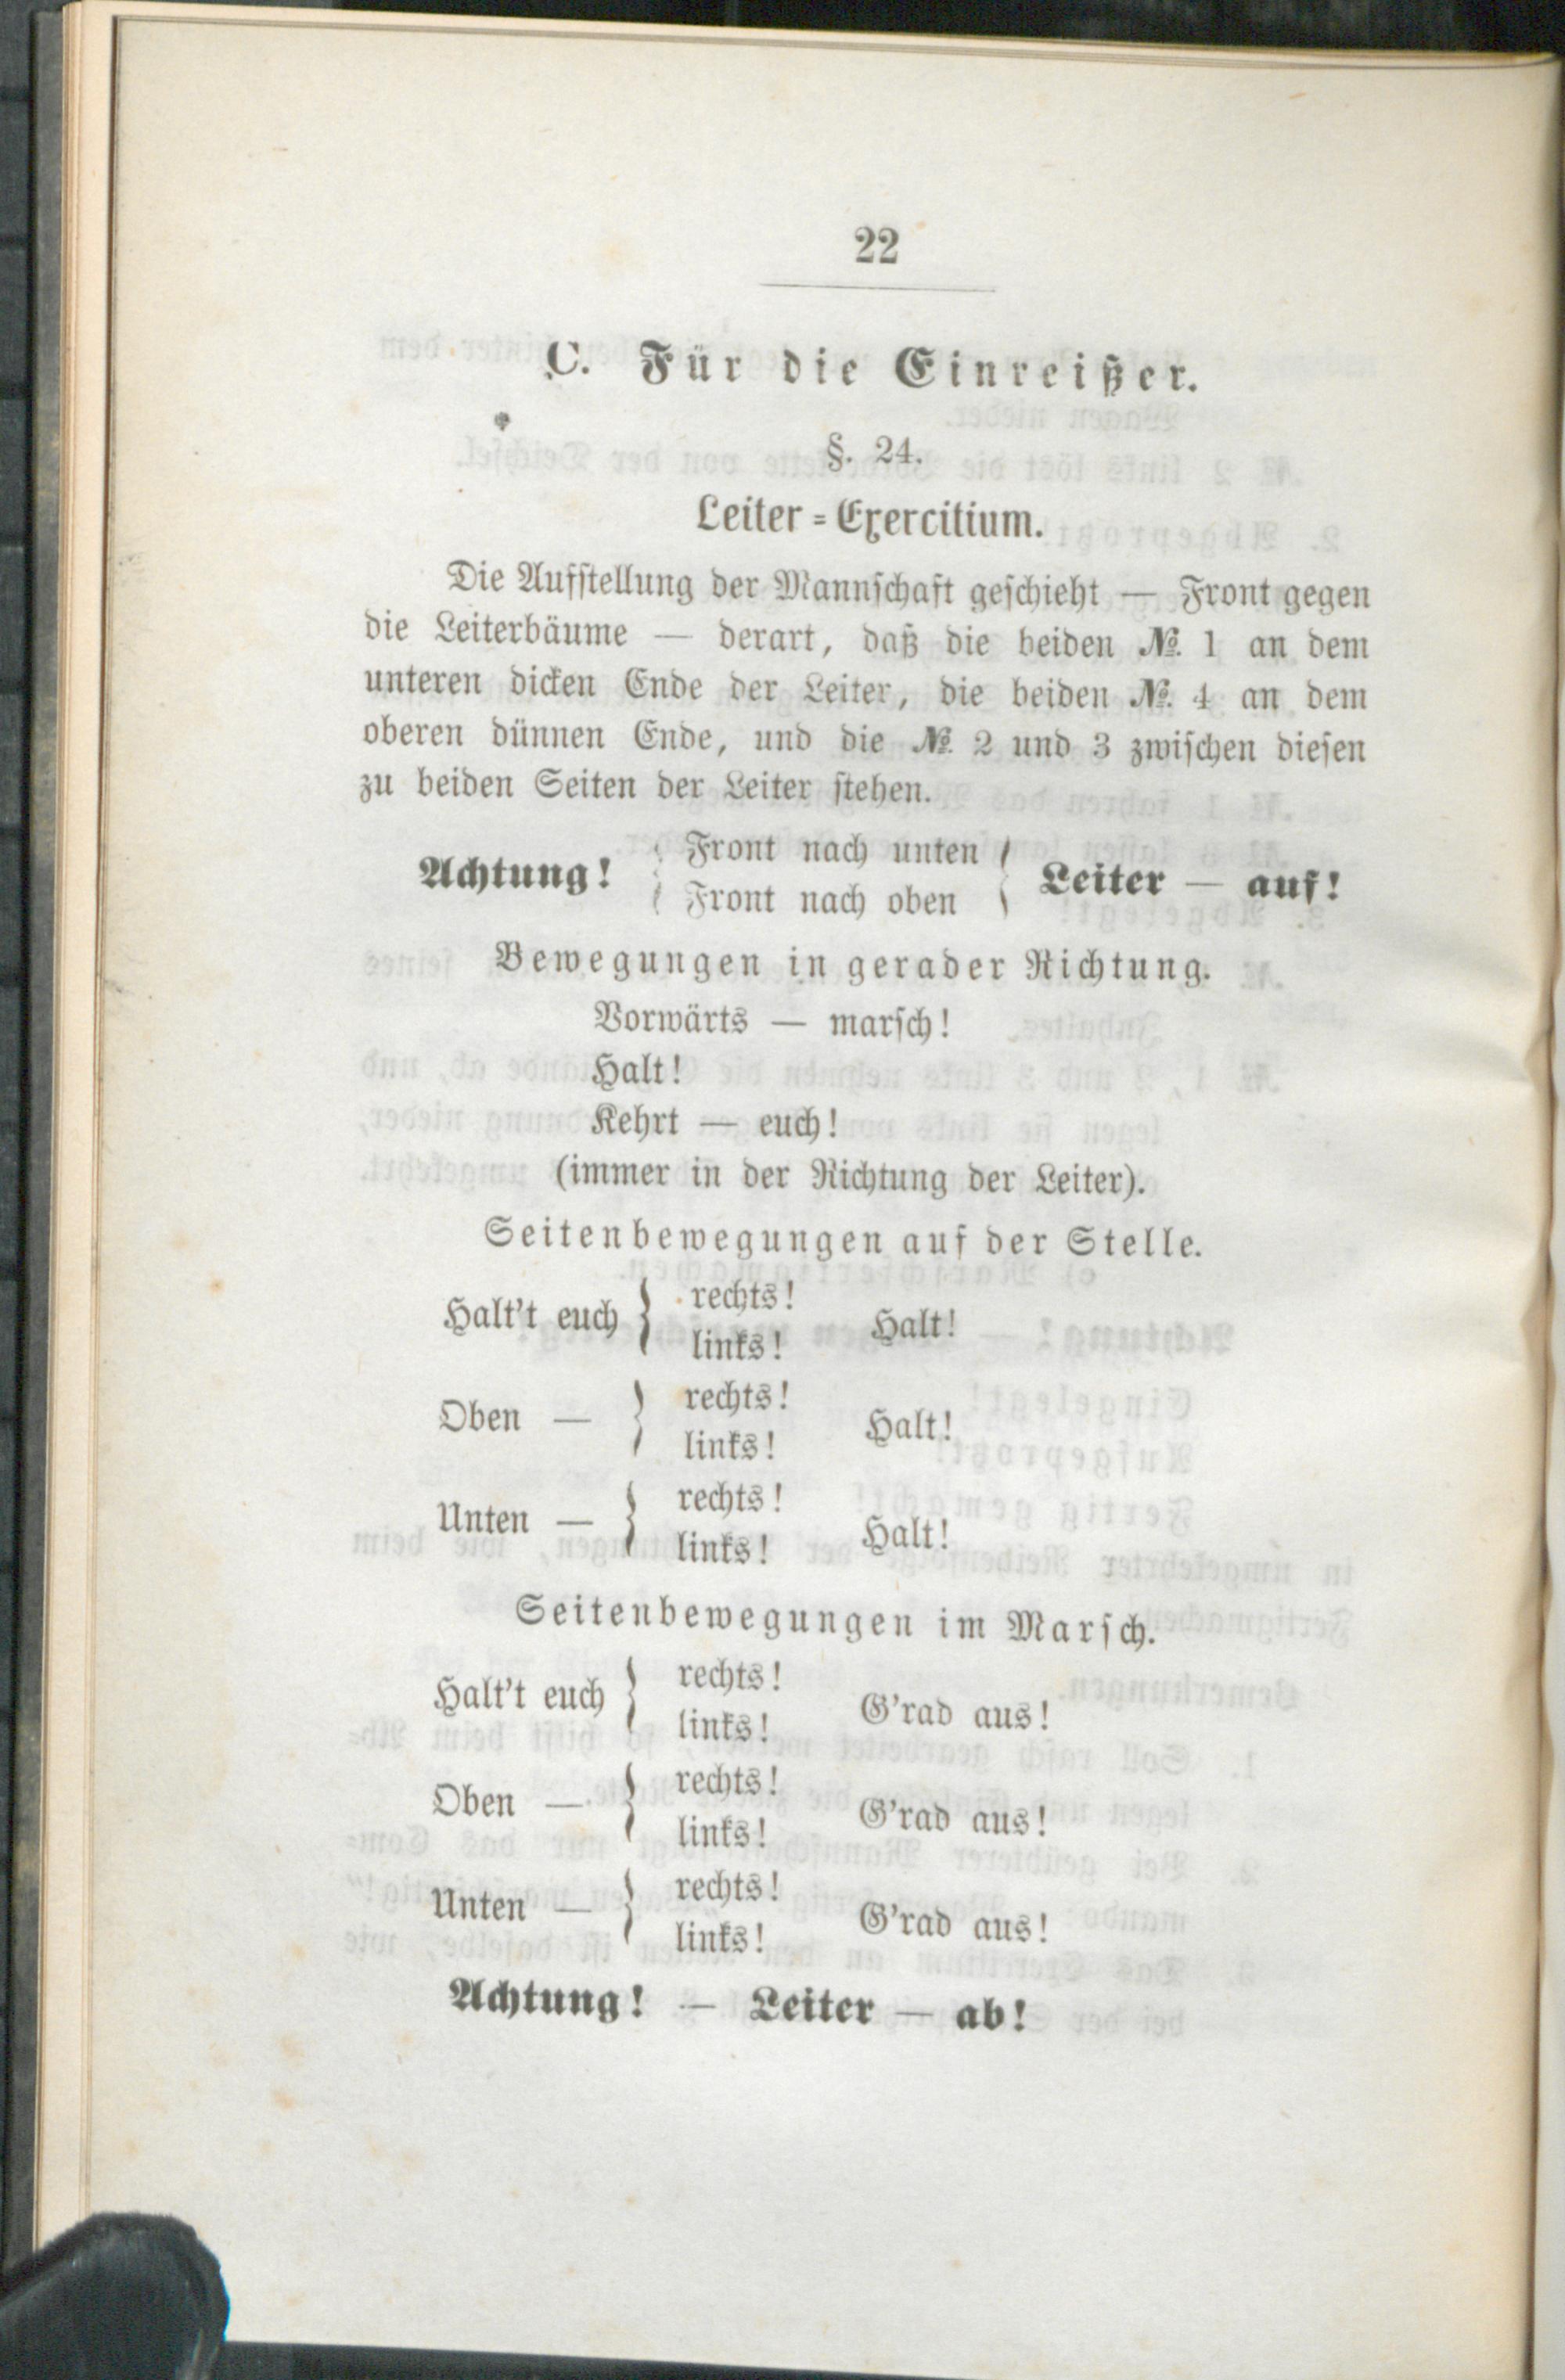 22
C. Für die Einreißer.
§. 24.
Leiter=Exercitium.
Die Aufstellung der Mannschaft geschieht — Front gegen
die Leiterbäume — derart, daß die beiden № 1 an dem
unteren dicken Ende der Leiter, die beiden № 4 an dem
oberen dünnen Ende, und die № 2 und 3 zwischen diesen
zu beiden Seiten der Leiter stehen.
Achtung! { Front nach unten } Leiter — auf!
Front nach oben
Bewegungen in gerader Richtung.
Vorwärts — marsch!
Halt!
Kehrt — euch!
(immer in der Richtung der Leiter).
Seitenbewegungen auf der Stelle.
Halt't euch } rechts! Halt!
links!
Oben — } rechts! Halt!
links!
Unten — } rechts! Halt!
links!
Seitenbewegungen im Marsch.
Halt't euch } rechts! G'rad aus!
links!
Oben — } rechts! G'rad aus!
links!
Unten — } rechts! G'rad aus!
links!
Achtung! — Leiter — ab!